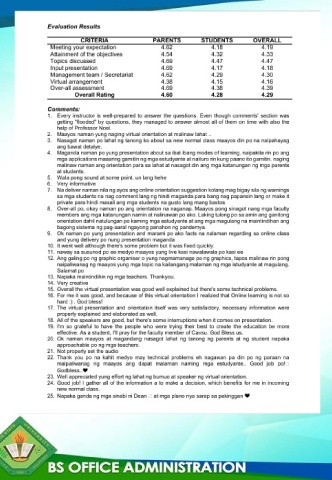 Evaluation Results
CRITERIA PARENTS STUDENTS OVERALL
Meeting your expectation 4.62 4.18 4.19
Attainment of the objectives 4.54 4.32 4.33
Topics discussed 4.69 4.47 4.47
Input presentation 4.69 4.17 4.18
Management team / Secretariat 4.62 4.29 4.30
Virtual arrangement 4.38 4.15 4.16
Over-all assessment 4.69 4.38 4.39
Overall Rating 4.60 4.28 4.29
Comments:
1. Every instructor is well-prepared to answer the questions. Even though comments' section was
getting "flooded" by questions, they managed to answer almost all of them on time with also the
help of Professor Noel.
2. Maayos naman yung naging virtual orientation at malinaw lahat ..
3. Nasagot naman po lahat ng tanong ko about sa new normal class maayos din po na naipaliwanag
ang bawat detalye.
4. Maganda naman po yung presentation about sa ibat ibang modes of learning, napakita rin po ang
mga applications maaaring gamitin ng mga estudyante at naituro rin kung paano ito gamitin. naging
malinaw naman ang orientation para sa lahat at nasagot din ang mga katanungan ng mga parents
at students.
5. Wala pong sound at some point. un lang hehe
6. Very informative
7. Na deliver naman nila ng ayos ang online orientation suggestion kolang mag bigay sila ng warnings
sa mga students na nag comment lang ng hindi maganda para bang nag papansin lang or make it
private para hindi masali ang mga students na gusto lang mang bastos
8. Over-all po, okay naman po ang orientation na naganap. Maayos pong sinagot nang mga faculty
members ang mga katanungan namin at nalinawan po ako. Laking tulong po sa amin ang ganitong
orientation dahil natulungan po kaming mga estudyante at ang mga magulang na maintindihan ang
bagong sistema ng pag-aaral ngayong panahon ng pandemya.
9. Ok naman po yung presentation and marami po ako facts na nalaman regarding sa online class
and yung delivery po nung presentation maganda
10. It went well although there's some problem but it was fixed quickly
12. Ang galing po ng graphic organiser o yung nagmamanage po ng graphics, tapos malinaw rin pong
naipaliwanag ng maayos yung mga topic na kailangang malaman ng mga istudyante at magulang.
Salamat po
13. Napaka maintindihin ng mga teachers. Thankyou.
14. Very creative
15. Overall the virtual presentation was good well explained but there's some technical problems.
16. For me it was good, and because of this virtual orientation I realized that Online learning is not so
hard :) . God bless!
17. The virtual presentation and orientation itself was very satisfactory, necessary information were
properly explained and elaborated as well.
18. All of the speakers are good, but there's some interruptions when it comes on presentation.
19. I'm so grateful to have the people who were trying their best to create the education be more
effective. As a student, I'll pray for the faculty member of Cavsu. God Bless us.
20. Ok naman maayos at magandang nasagot lahat ng tanong ng parents at ng student napaka
approachable po ng mga teachers.
21. Not properly set the audio
22. Thank you po na kahit medyo may technical problems eh nagawan pa din po ng paraan na
maipaliwanag ng maayos ang dapat malaman naming mga estudyante.. Good job po!::
Godbless..❤
23. Well appreciated yung effort ng lahat ng bumuo at speaker ng virtual orientation.
24. Good job! I gather all of the information a to make a decision, which benefits for me in incoming
new normal class.
25. Napaka ganda ng mga sinabi ni Dean □ at mga plano nya sarap sa pakinggan ❤
BS OFFICE ADMINISTRATION